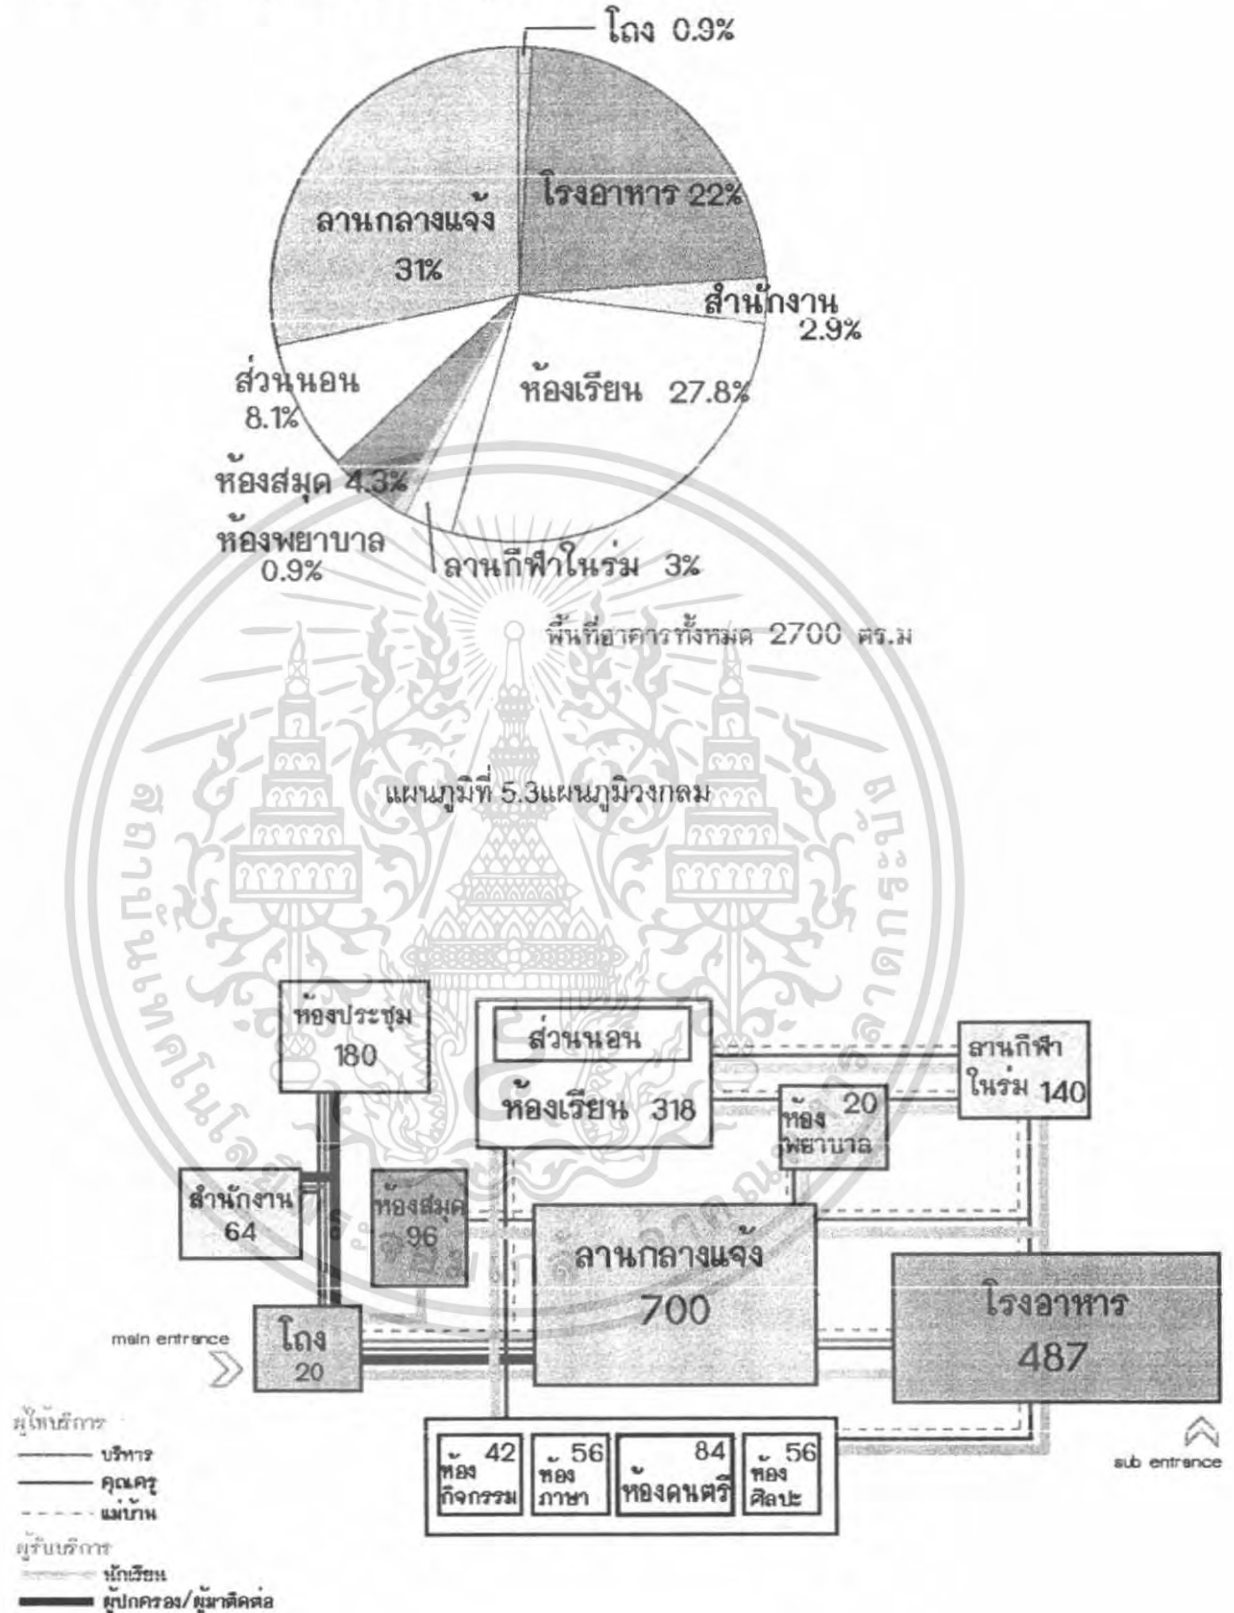 โถง 0.9%
โรงอาหาร 22%
ลานกลางแจ้ง
31%
สำนักงาน
2.9%
ส่วนนอน
8.1%
ห้องเรียน 27.8%
ห้องสมุด 4.3%
ห้องพยาบาล
0.9%
ลานกีฬาในร่ม 3%
พื้นที่อาคารทั้งหมด 2700 ตร.ม
แผนภูมิที่ 5.3แผนภูมิวงกลม
ห้องประชุม
180
ส่วนนอน
ห้องเรียน 318
ลานกีฬา
ในร่ม 140
20
ห้อง
พยาบาล
สำนักงาน
64
ห้องสมุด
96
ลานกลางแจ้ง
700
โรงอาหาร
487
main entrance
โถง
20
sub entrance
42
ห้อง
กิจกรรม
56
ห้อง
ภาษา
84
ห้องดนตรี
56
ห้อง
ศิลปะ
ผู้ให้บริการ
บริหาร
คุณครู
แม่บ้าน
ผู้รับบริการ
นักเรียน
ผู้ปกครอง/ผู้มาติดต่อ